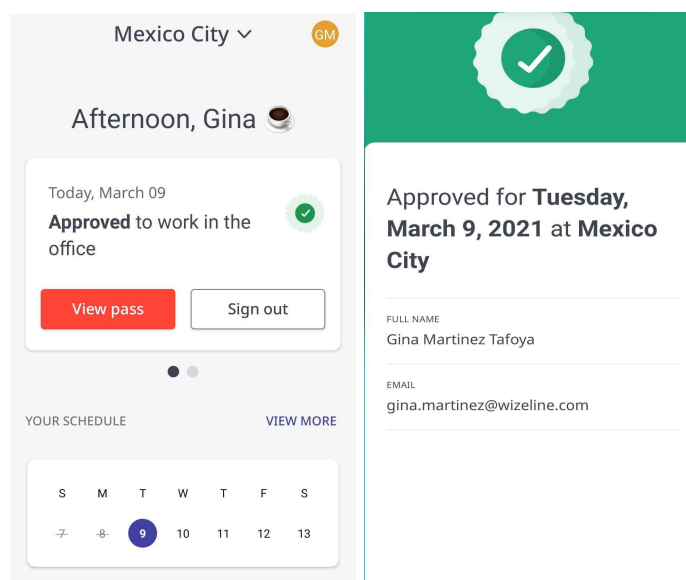 Mexico City
GM
Afternoon, Gina
Today, March 09
Approved to work in the
office
View pass
Sign out
YOUR SCHEDULE
VIEW MORE
S M T W T F S
7 8 9 10 11 12 13
Approved for Tuesday,
March 9, 2021 at Mexico
City
FULL NAME
Gina Martinez Tafoya
EMAIL
gina.martinez@wizeline.com